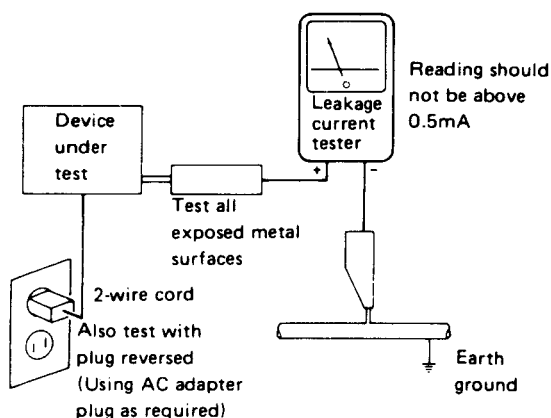 Reading should
not be above
0.5mA
Leakage
current
tester
+ -
Device
under
test
Test all
exposed metal
surfaces
2-wire cord
Also test with
plug reversed
(Using AC adapter
plug as required)
Earth
ground